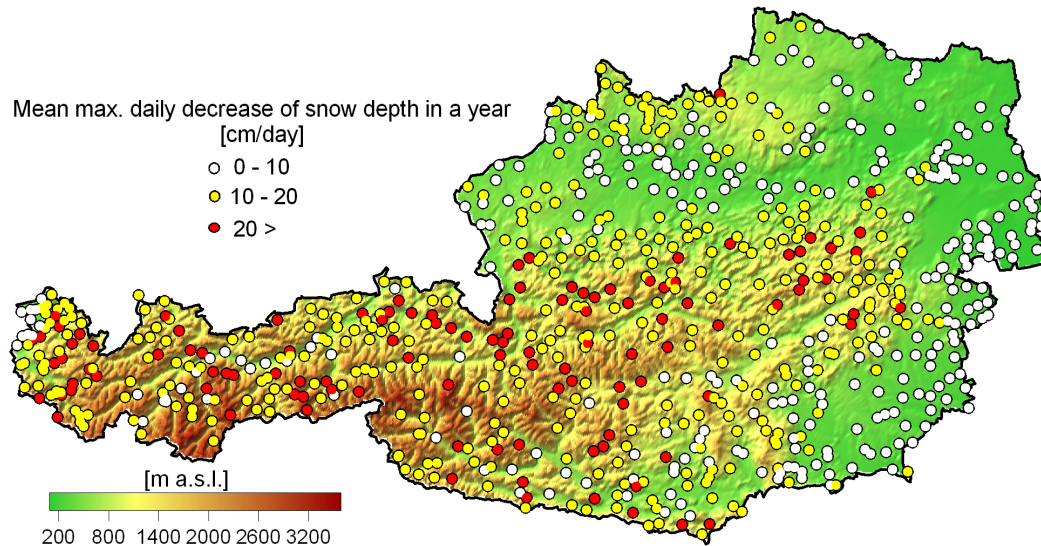 Mean max. daily decrease of snow depth in a year
[cm/day]
0 - 10
10 - 20
20 >
[m a.s.l.]
200 800 1400 2000 2600 3200